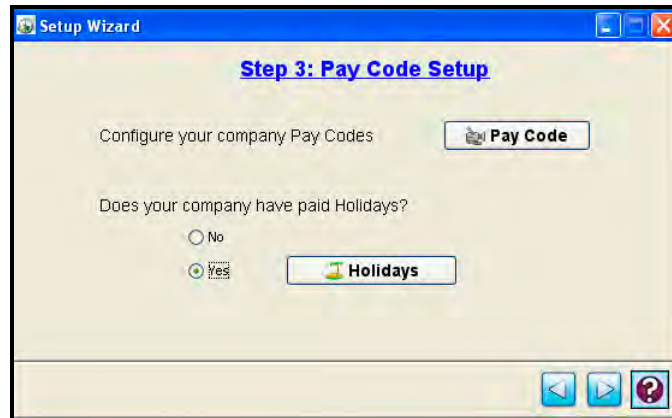 Setup Wizard
Step 3: Pay Code Setup
Configure your company Pay Codes
Pay Code
Does your company have paid Holidays?
No
Yes
Holidays